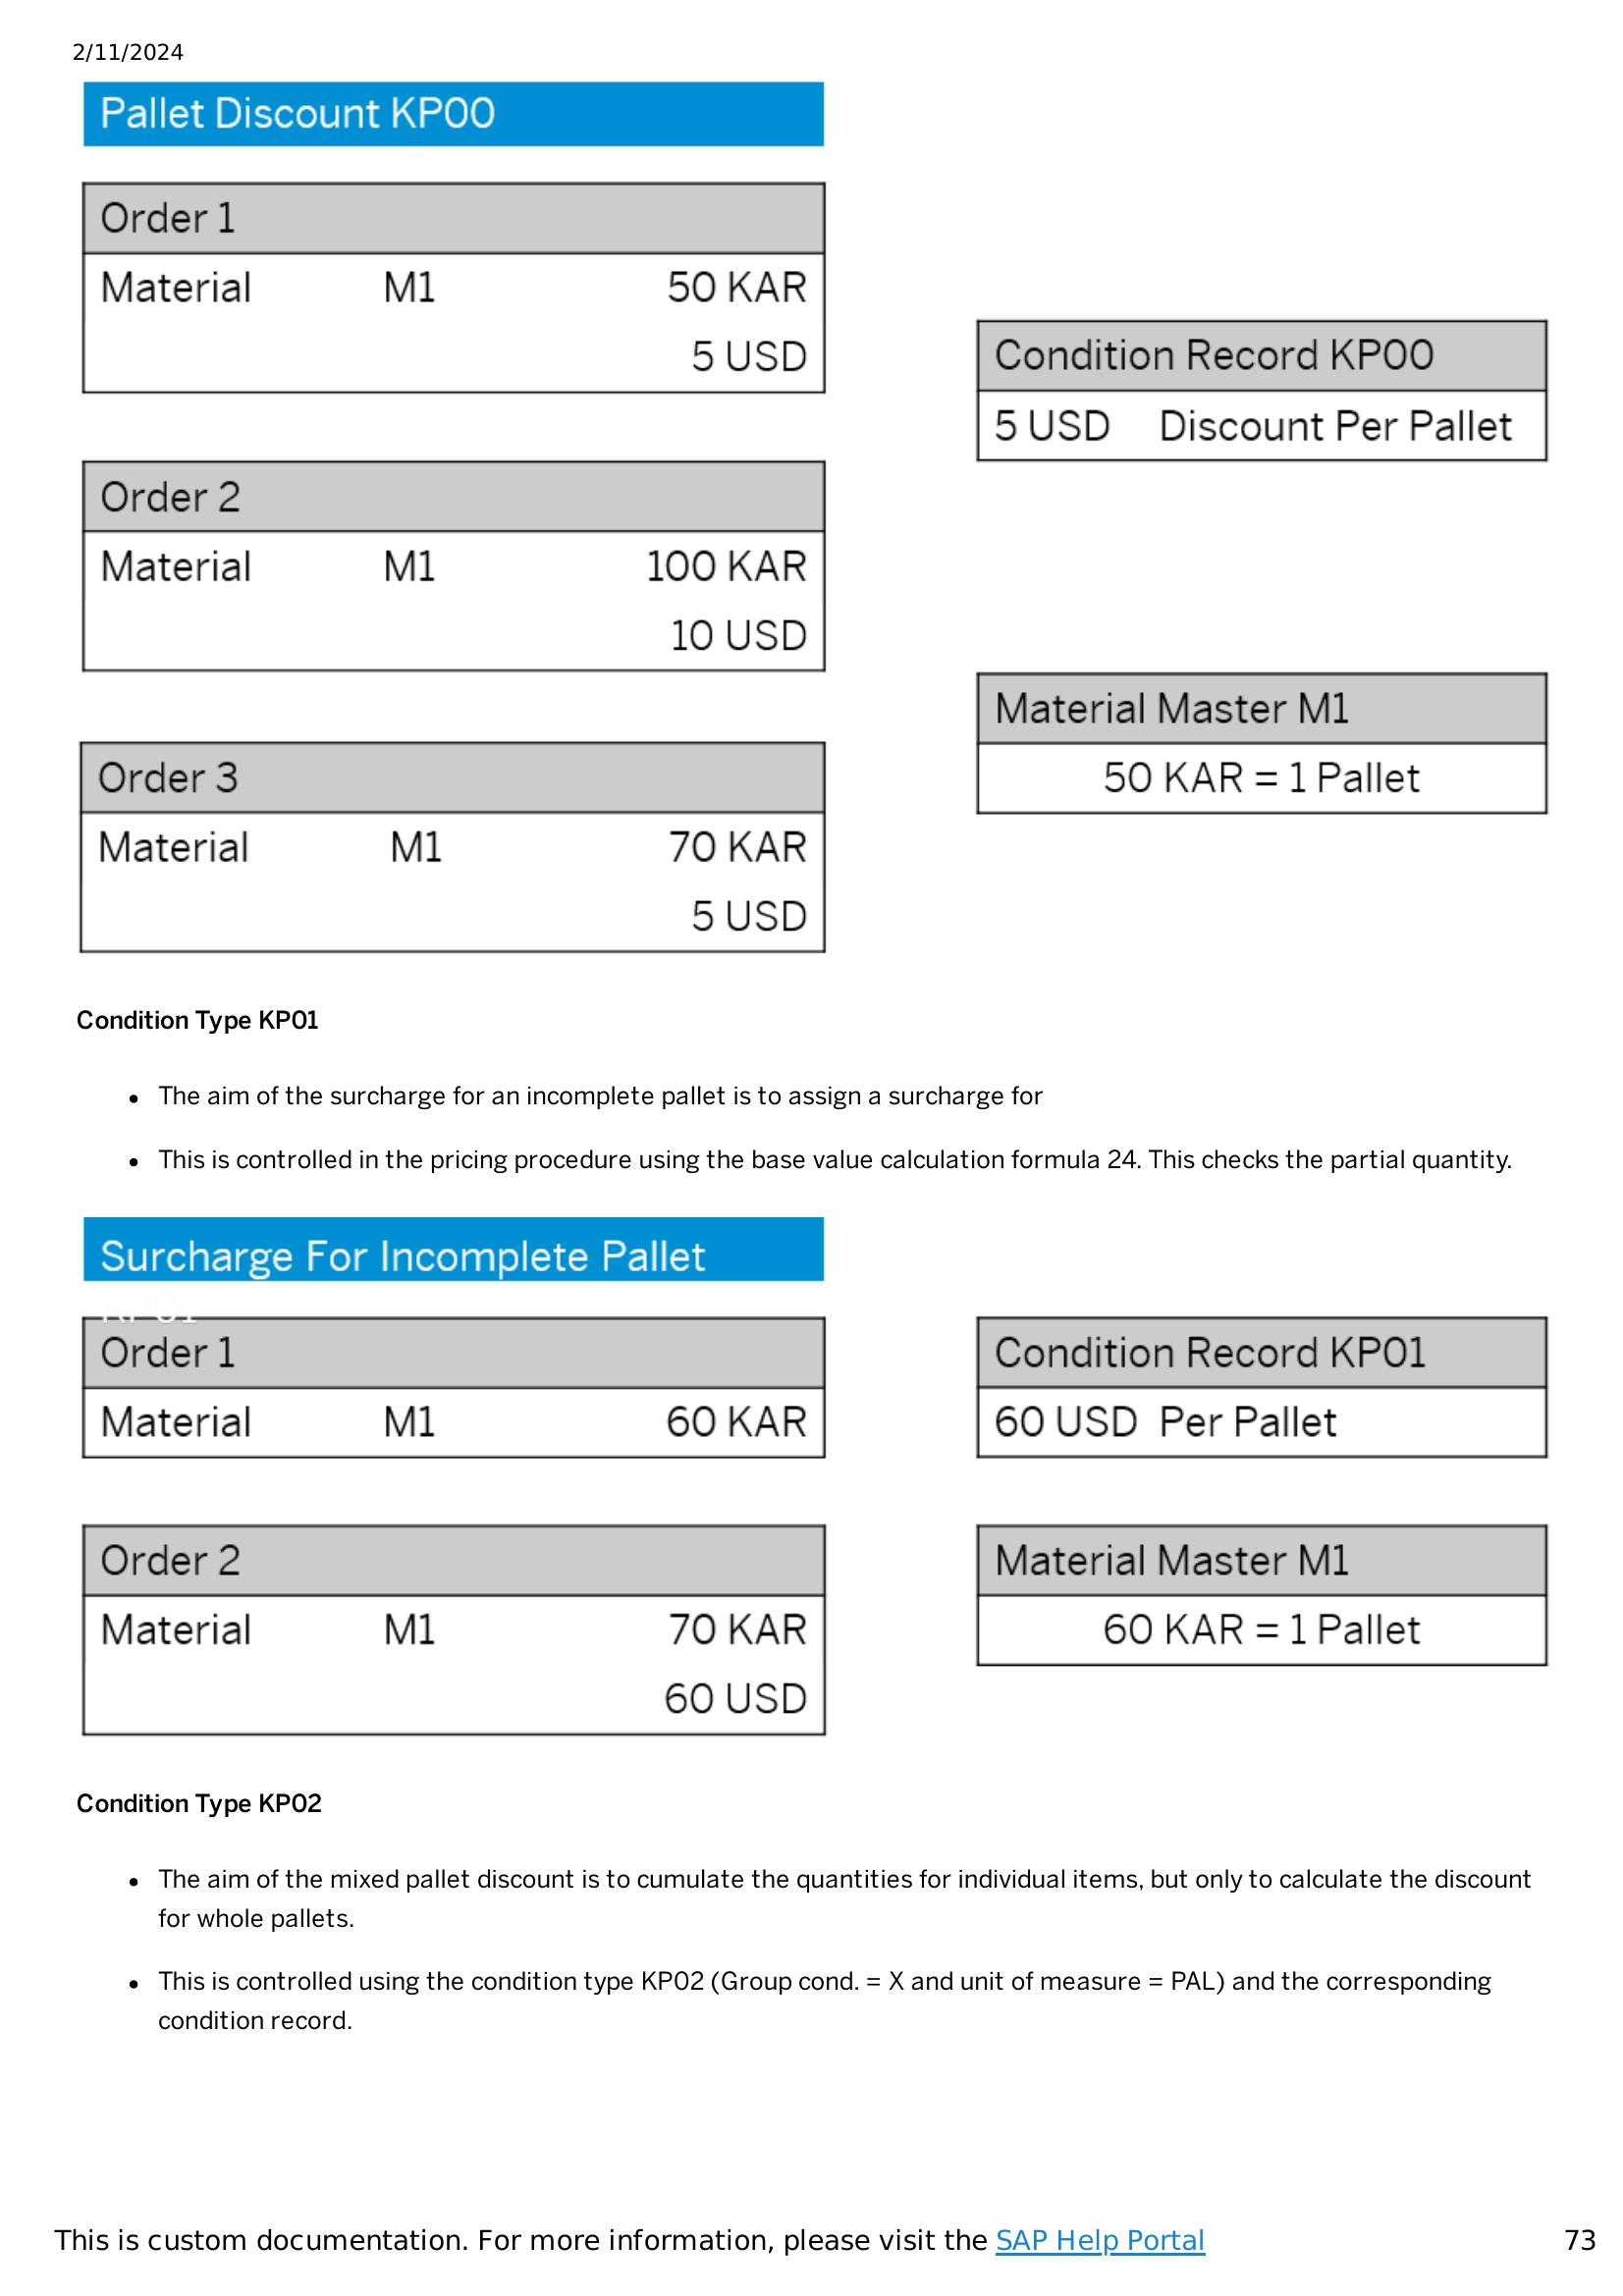 2/11/2024
Pallet Discount KP00
Order 1
Material M1 50 KAR
5 USD
Condition Record KP00
5 USD Discount Per Pallet
Order 2
Material M1 100 KAR
10 USD
Material Master M1
50 KAR = 1 Pallet
Order 3
Material M1 70 KAR
5 USD
Condition Type KP01
• The aim of the surcharge for an incomplete pallet is to assign a surcharge for
• This is controlled in the pricing procedure using the base value calculation formula 24. This checks the partial quantity.
Surcharge For Incomplete Pallet
Order 1
Material M1 60 KAR
Condition Record KP01
60 USD Per Pallet
Order 2
Material M1 70 KAR
60 USD
Material Master M1
60 KAR = 1 Pallet
Condition Type KP02
• The aim of the mixed pallet discount is to cumulate the quantities for individual items, but only to calculate the discount
for whole pallets.
• This is controlled using the condition type KP02 (Group cond. = X and unit of measure = PAL) and the corresponding
condition record.
This is custom documentation. For more information, please visit the SAP Help Portal 73